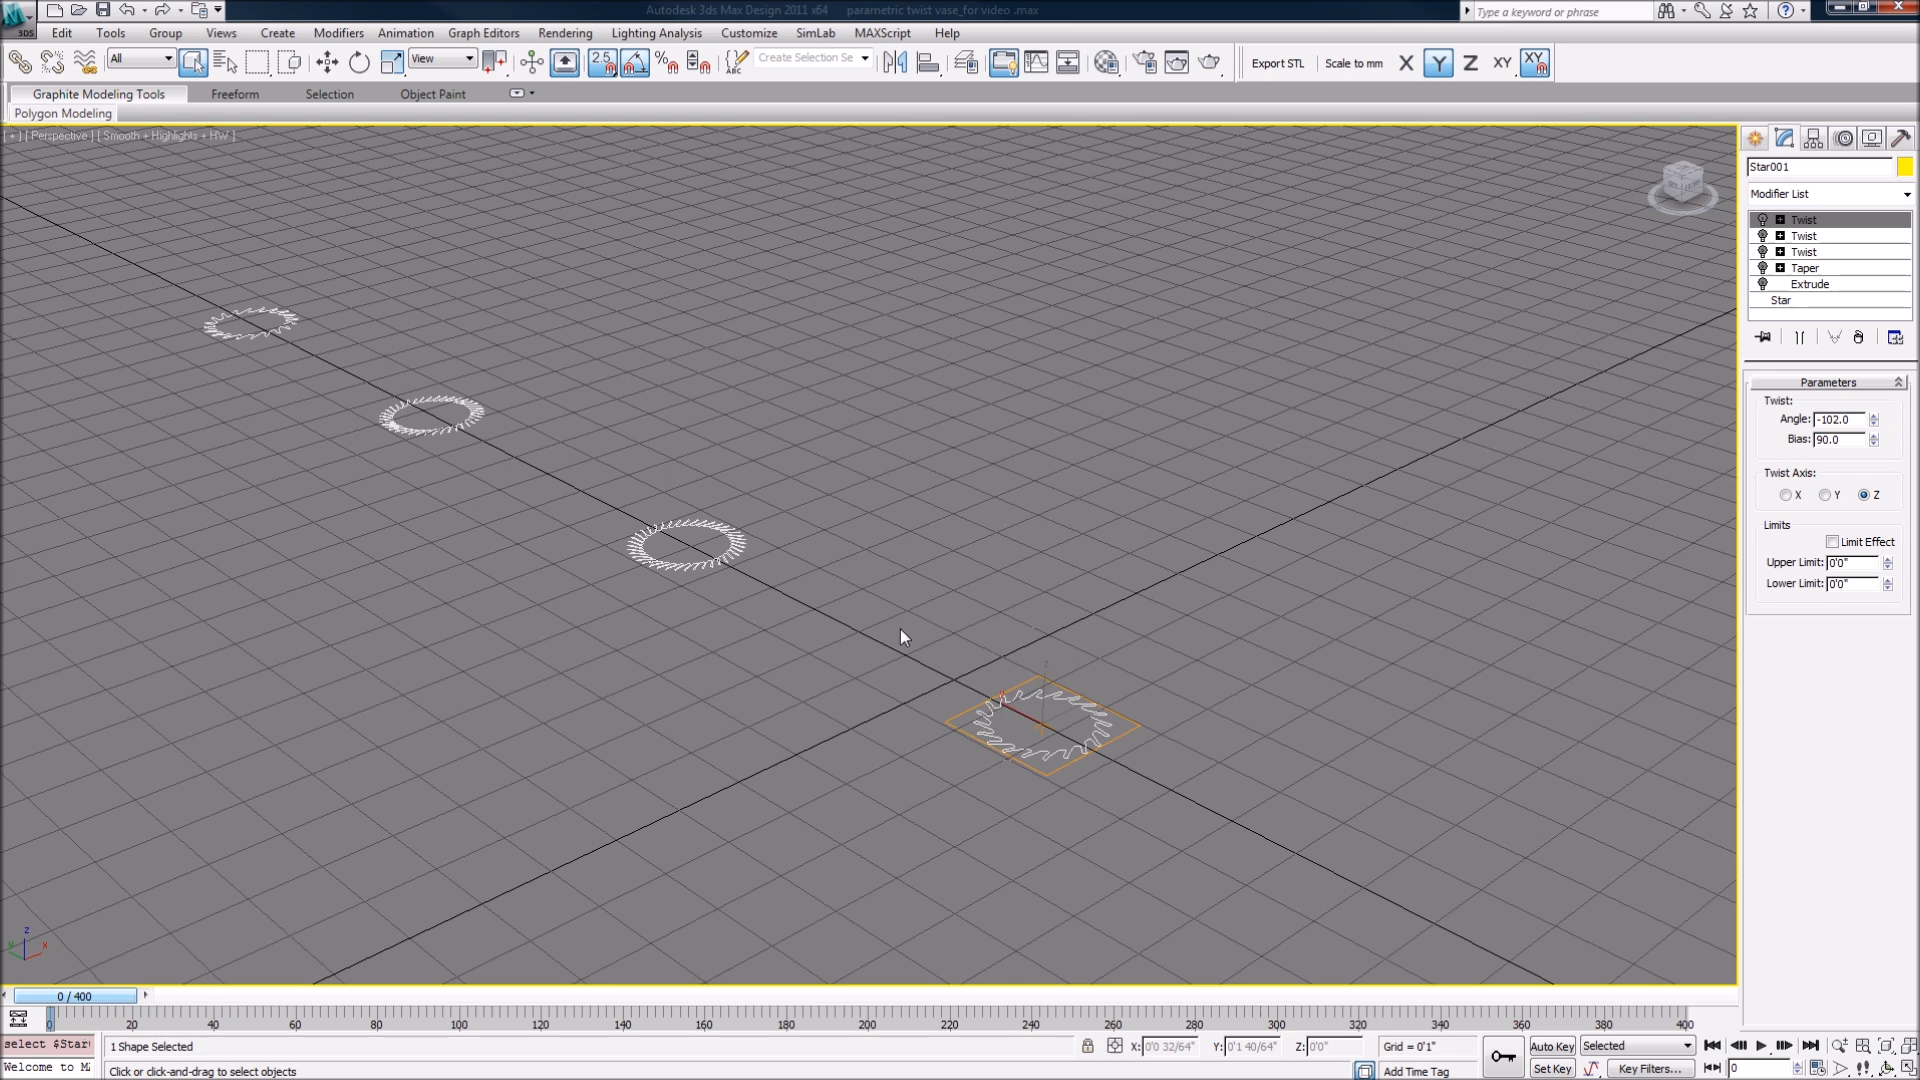 Autodesk 3ds Max Design 2011 x64    parametric twist vase_for video .max
Type a keyword or phrase
3DS
Edit Tools Group Views Create Modifiers Animation Graph Editors Rendering Lighting Analysis Customize SimLab MAXScript Help
All View 2.5 Create Selection Se Export STL Scale to mm X Y Z XY XY
Graphite Modeling Tools Freeform Selection Object Paint
Polygon Modeling
[ + ] [ Perspective ] [ Smooth + Highlights + HW ]
Star001
Modifier List
Twist
Twist
Twist
Taper
Extrude
Star
Parameters
Twist:
Angle: -102.0
Bias: 90.0
Twist Axis:
X Y Z
Limits
Limit Effect
Upper Limit: 0'0"
Lower Limit: 0'0"
z
z
y x
0 / 400
0 20 40 60 80 100 120 140 160 180 200 220 240 260 280 300 320 340 360 380 400
select $Star
1 Shape Selected
X: 0'0 32/64" Y: 0'1 40/64" Z: 0'0" Grid = 0'1" Auto Key Selected
Welcome to M
Click or click-and-drag to select objects
Add Time Tag Set Key Key Filters... 0